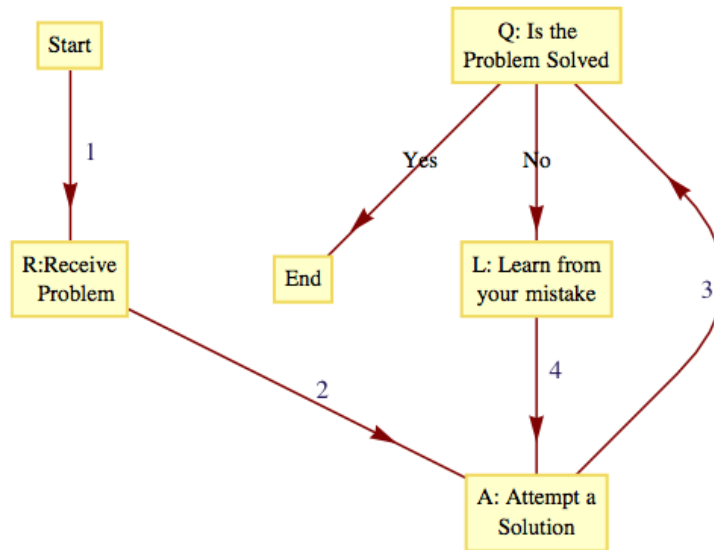 Start
Q: Is the
Problem Solved
1
Yes
No
R:Receive
Problem
End
L: Learn from
your mistake
3
2
4
A: Attempt a
Solution